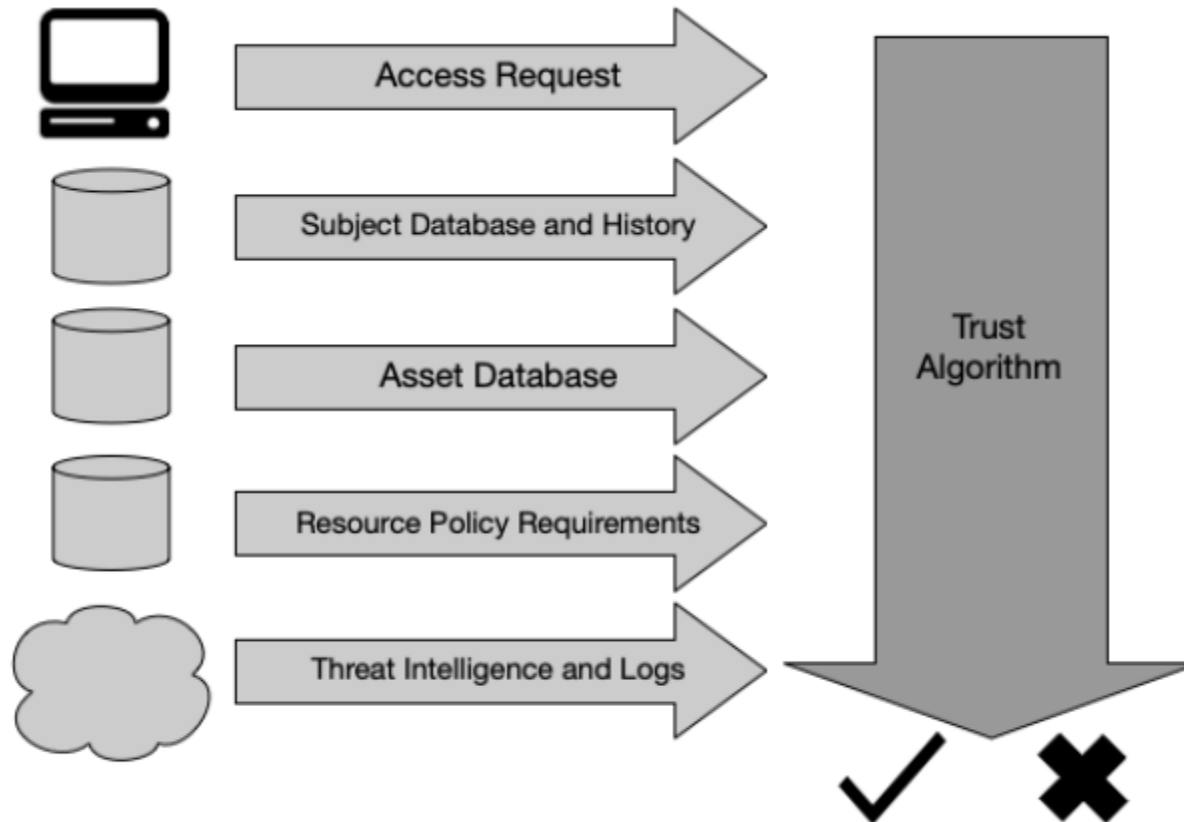 Access Request
Subject Database and History
Asset Database
Resource Policy Requirements
Threat Intelligence and Logs
Trust
Algorithm